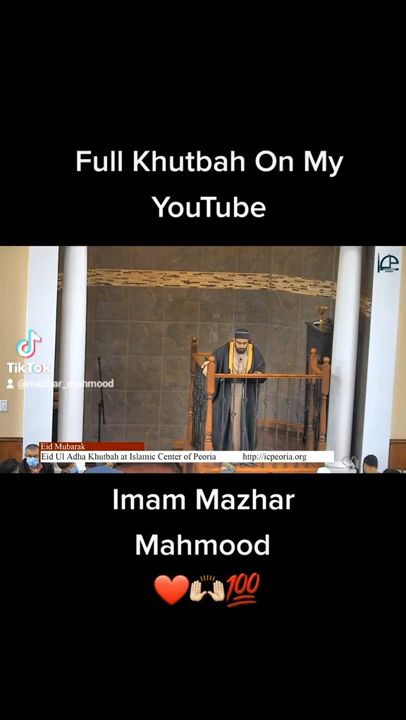 Full Khutbah On My
YouTube
TikTok
@mazhar_mahmood
Eid Mubarak
Eid Ul Adha Khutbah at Islamic Center of Peoria http://icpeoria.org
Imam Mazhar
Mahmood
❤️🙌🏼💯